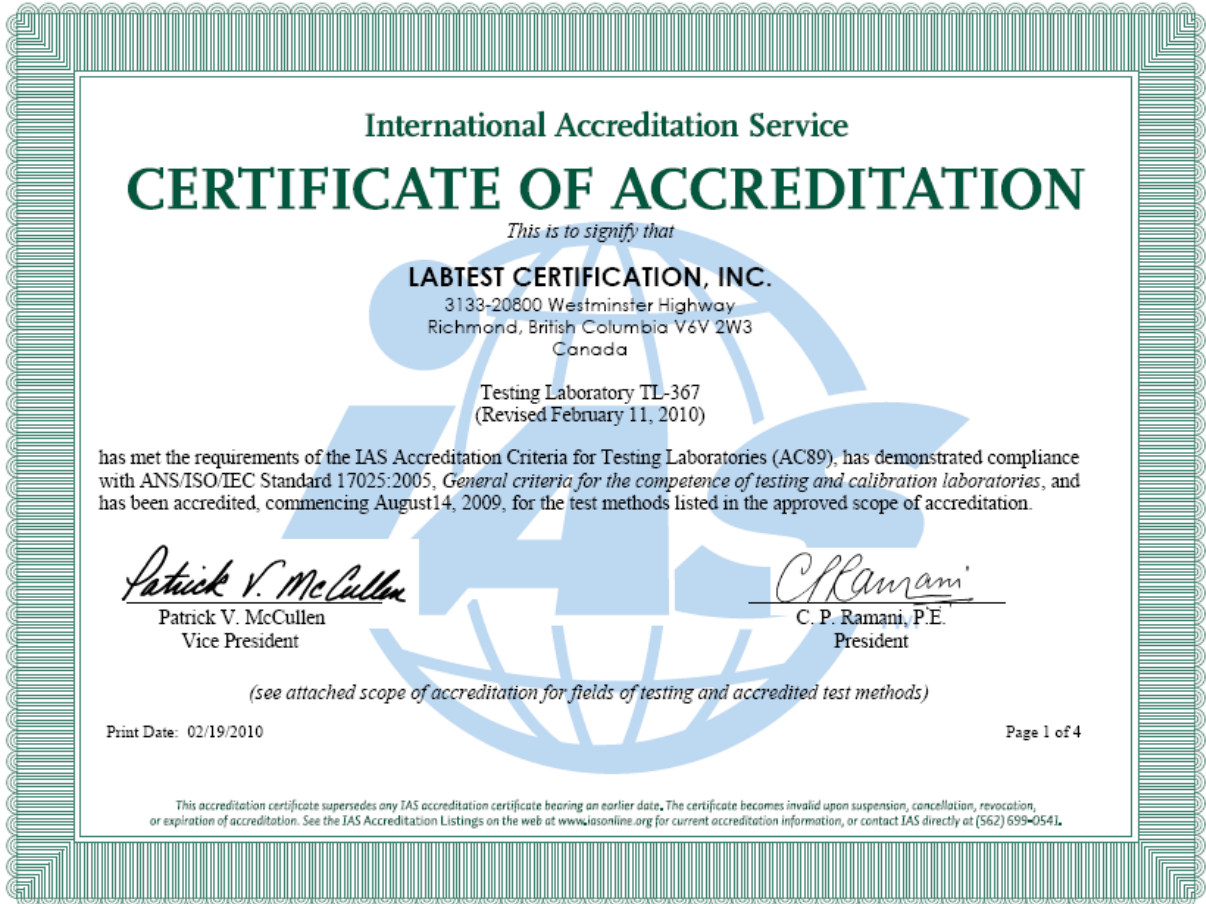 International Accreditation Service
CERTIFICATE OF ACCREDITATION
This is to signify that
LABTEST CERTIFICATION, INC.
3133-20800 Westminster Highway
Richmond, British Columbia V6V 2W3
Canada
Testing Laboratory TL-367
(Revised February 11, 2010)
has met the requirements of the IAS Accreditation Criteria for Testing Laboratories (AC89), has demonstrated compliance
with ANS/ISO/IEC Standard 17025:2005, General criteria for the competence of testing and calibration laboratories, and
has been accredited, commencing August14, 2009, for the test methods listed in the approved scope of accreditation.
iAS
Patrick V. McCullen
CPRamani
Patrick V. McCullen
C. P. Ramani, P.E.
Vice President
President
(see attached scope of accreditation for fields of testing and accredited test methods)
Print Date: 02/19/2010
Page 1 of 4
This accreditation certificate supersedes any IAS accreditation certificate bearing an earlier date. The certificate becomes invalid upon suspension, cancellation, revocation,
or expiration of accreditation. See the IAS Accreditation Listings on the web at www.iasonline.org for current accreditation information, or contact IAS directly at (562) 699-0541.